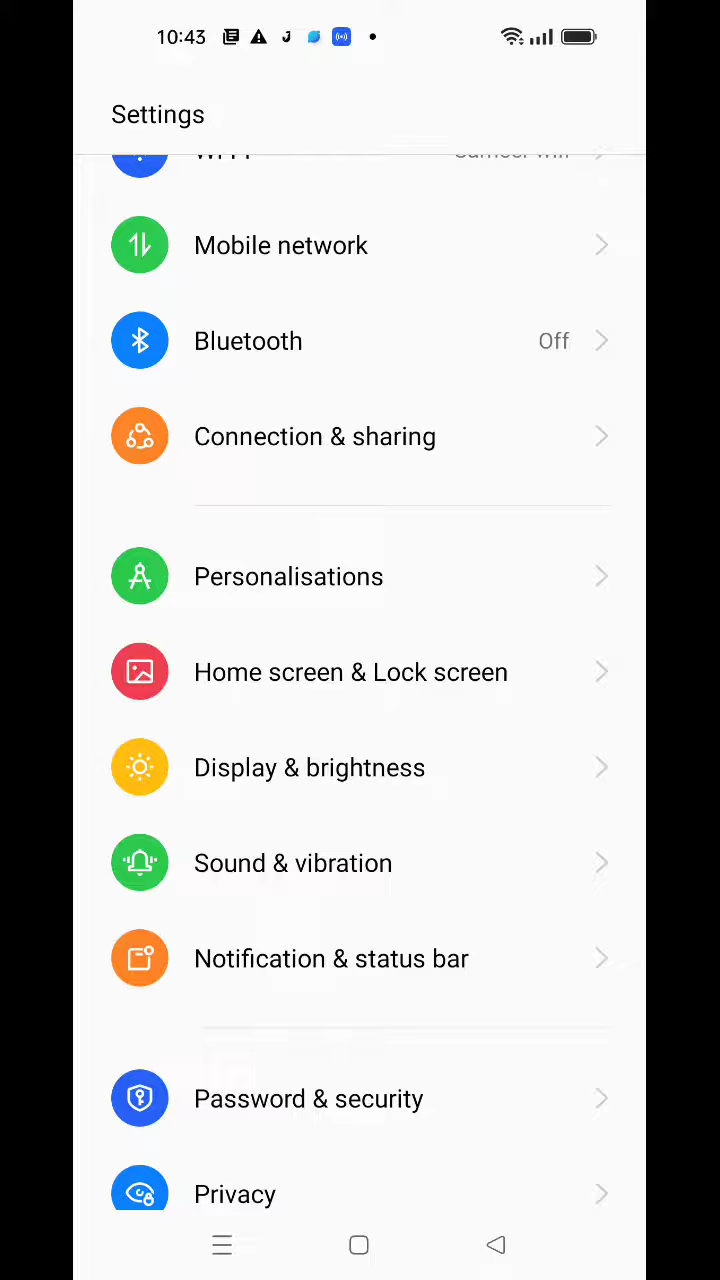 10:43
Settings
Mobile network
Bluetooth
Off
Connection & sharing
Personalisations
Home screen & Lock screen
Display & brightness
Sound & vibration
Notification & status bar
Password & security
Privacy